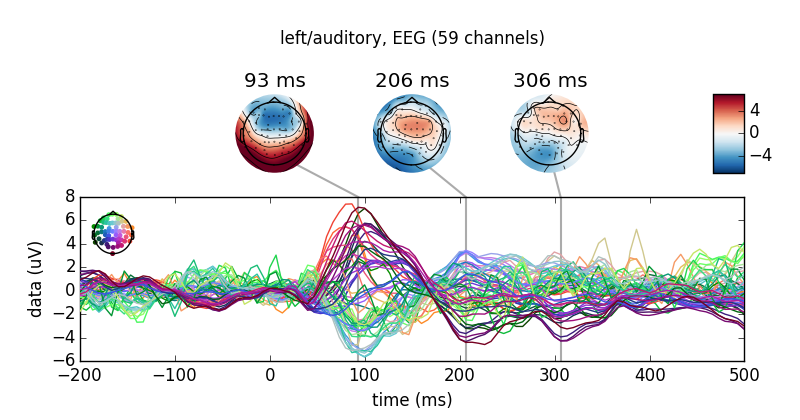 left/auditory, EEG (59 channels)
93 ms 206 ms 306 ms
4
0
−4
8
6
4
2
0
−2
−4
−6
data (uV)
−200 −100 0 100 200 300 400 500
time (ms)